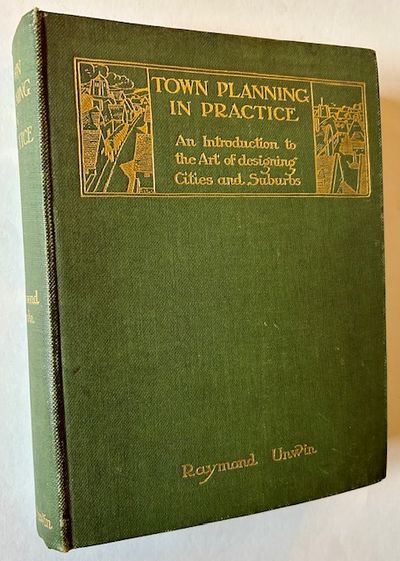 TOWN PLANNING
IN PRACTICE
An Introduction to
the Art of designing
Cities and Suburbs
Raymond Unwin